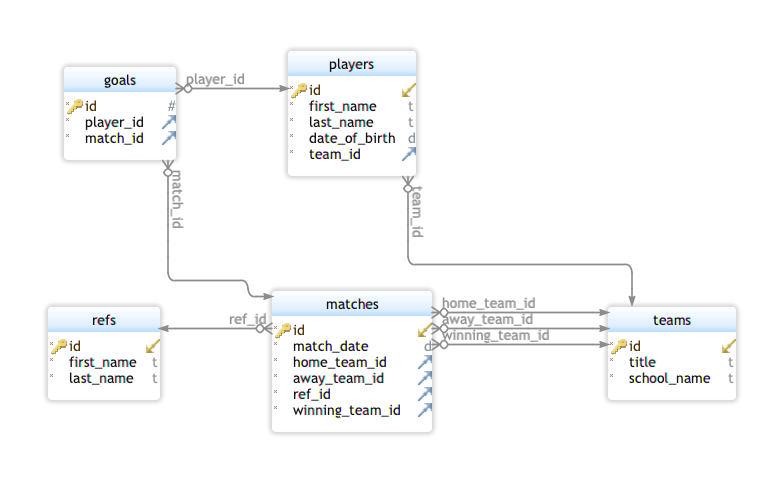 players
id
first_name t
last_name t
date_of_birth d
team_id
goals
id #
player_id
match_id
player_id
match_id
team_id
refs
id
first_name t
last_name t
ref_id
matches
id
match_date d
home_team_id
away_team_id
ref_id
winning_team_id
home_team_id
away_team_id
winning_team_id
teams
id
title t
school_name t